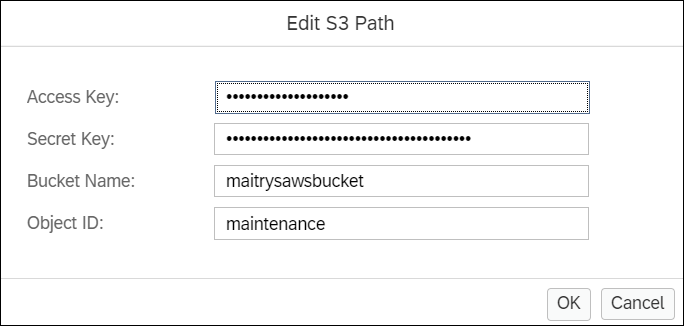 Edit S3 Path
Access Key: ••••••••••••••••••••
Secret Key: ••••••••••••••••••••••••••••••••••••••••
Bucket Name: maitrysawsbucket
Object ID: maintenance
OK Cancel